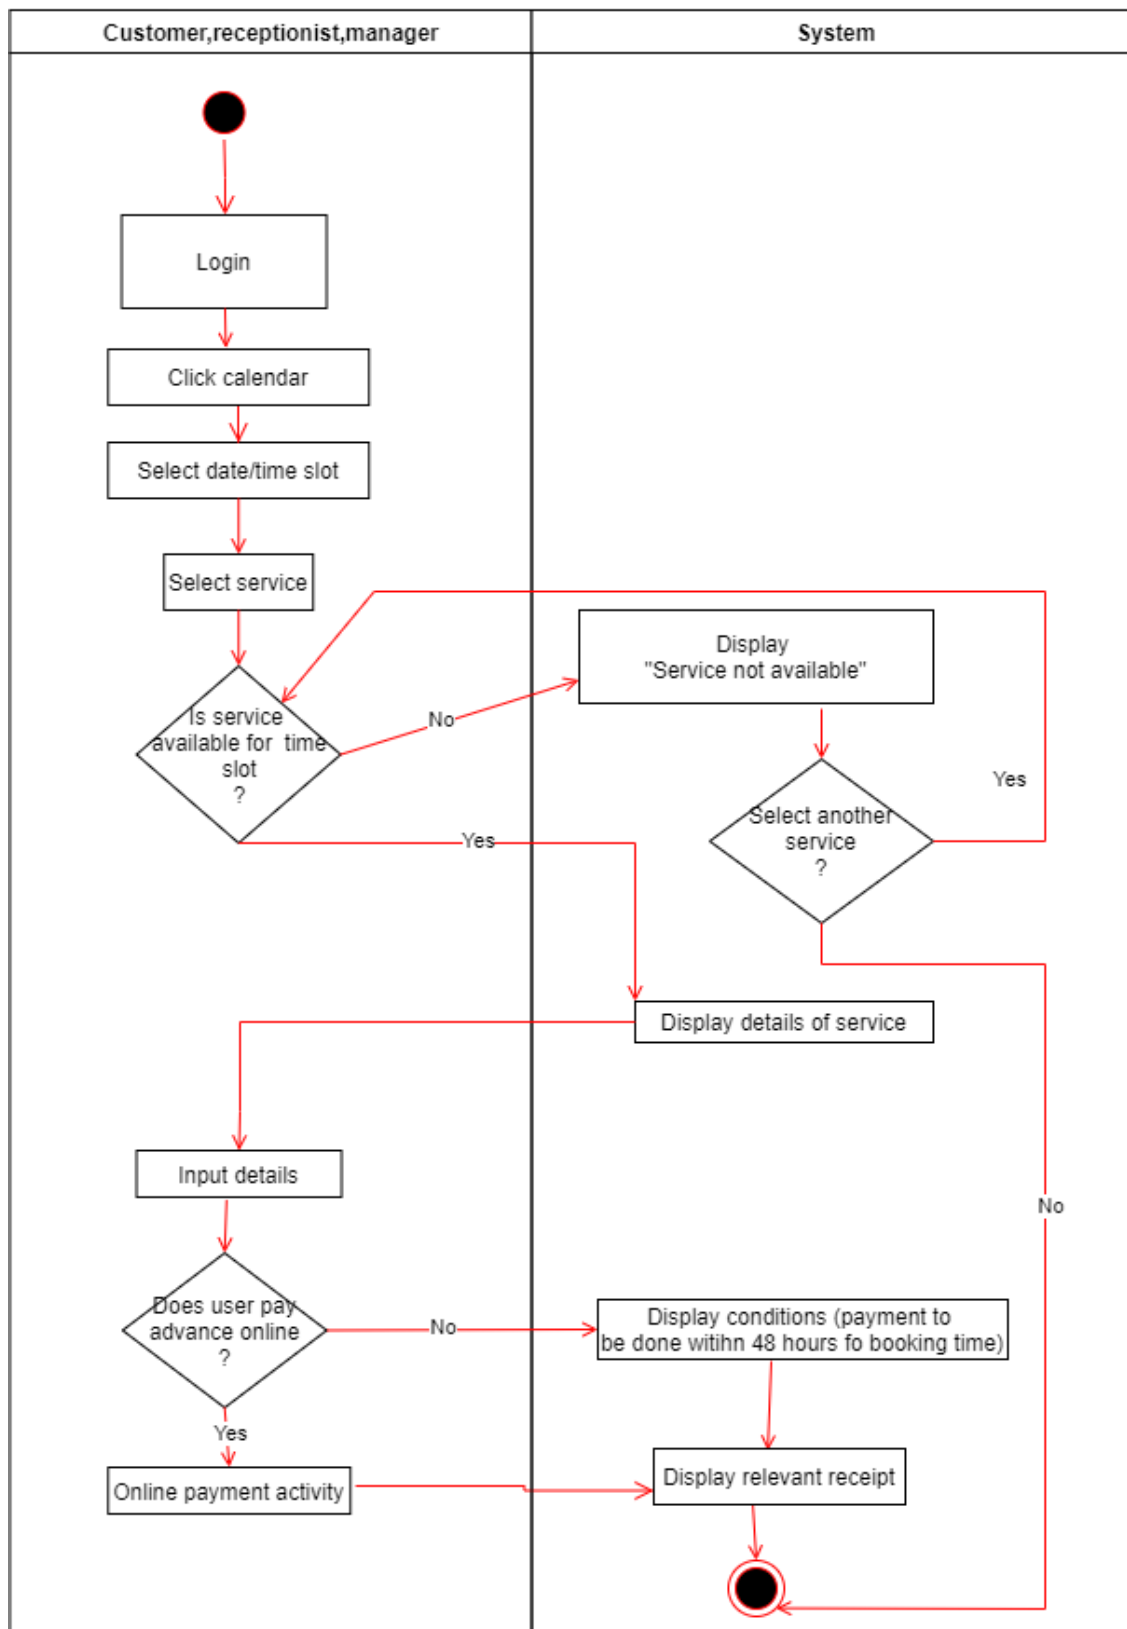 Customer,receptionist,manager
System
Login
Click calendar
Select date/time slot
Select service
Display
"Service not available"
Is service
available for time
slot
?
No
Yes
Select another
service
?
Yes
Display details of service
Input details
No
Does user pay
advance online
?
No
Display conditions (payment to
be done witihn 48 hours fo booking time)
Yes
Online payment activity
Display relevant receipt